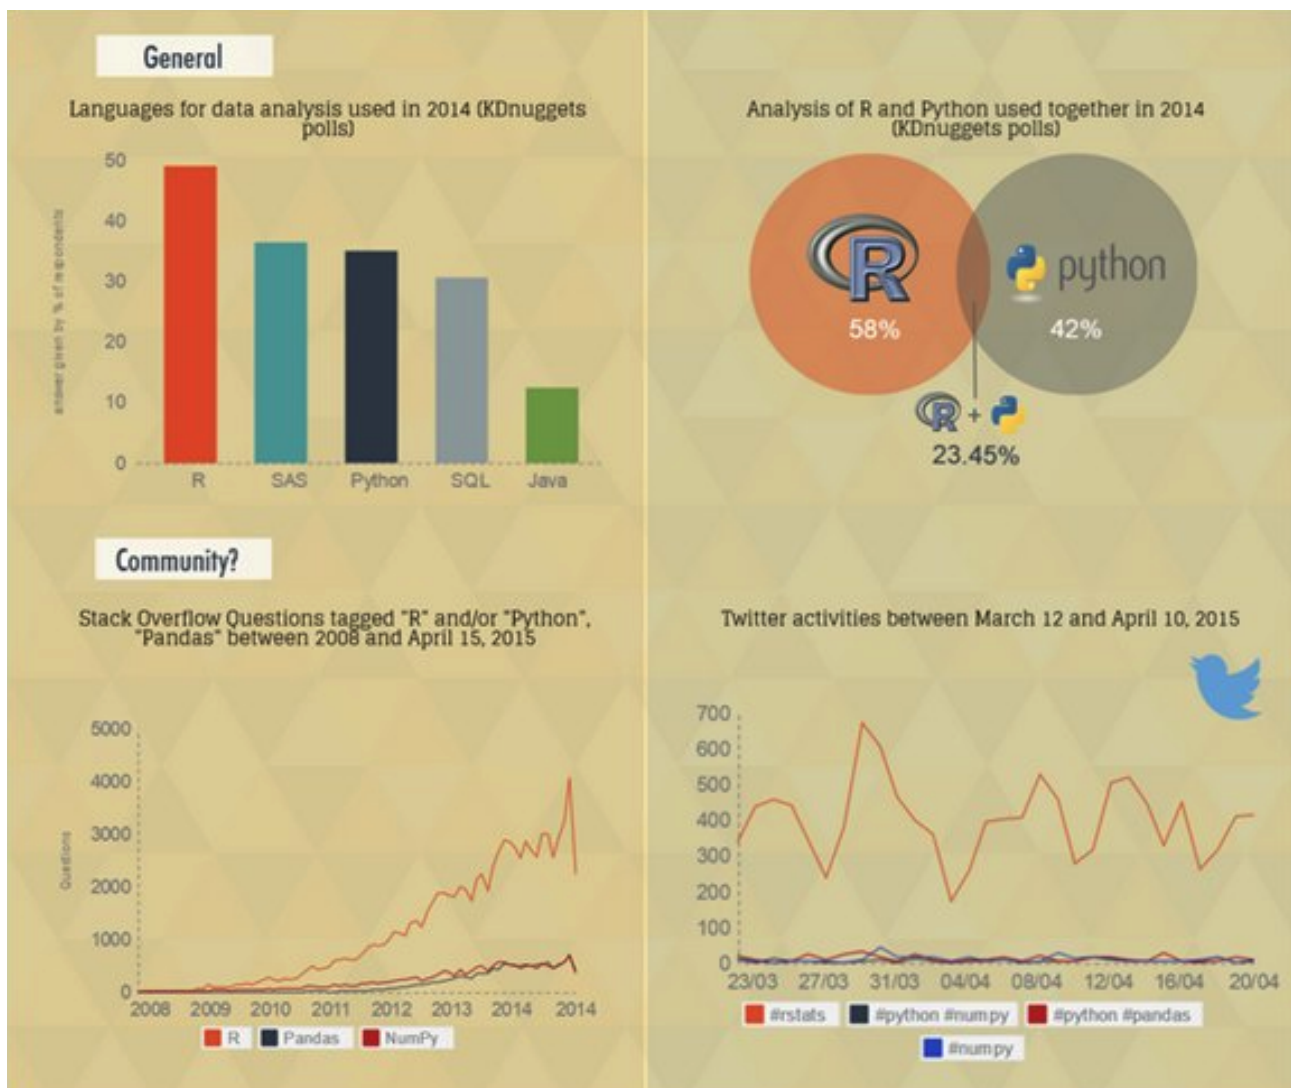 General
Languages for data analysis used in 2014 (KDnuggets
polls)
answer given by % of respondents
50
40
30
20
10
0
R SAS Python SQL Java
Analysis of R and Python used together in 2014
(KDnuggets polls)
R
python
58%
42%
R +
23.45%
Community?
Stack Overflow Questions tagged "R" and/or "Python",
"Pandas" between 2008 and April 15, 2015
Questions
5000
4000
3000
2000
1000
0
2008 2009 2010 2011 2012 2013 2014 2014
R Pandas NumPy
Twitter activities between March 12 and April 10, 2015
700
600
500
400
300
200
100
0
23/03 27/03 31/03 04/04 08/04 12/04 16/04 20/04
#rstats #python #numpy #python #pandas
#numpy